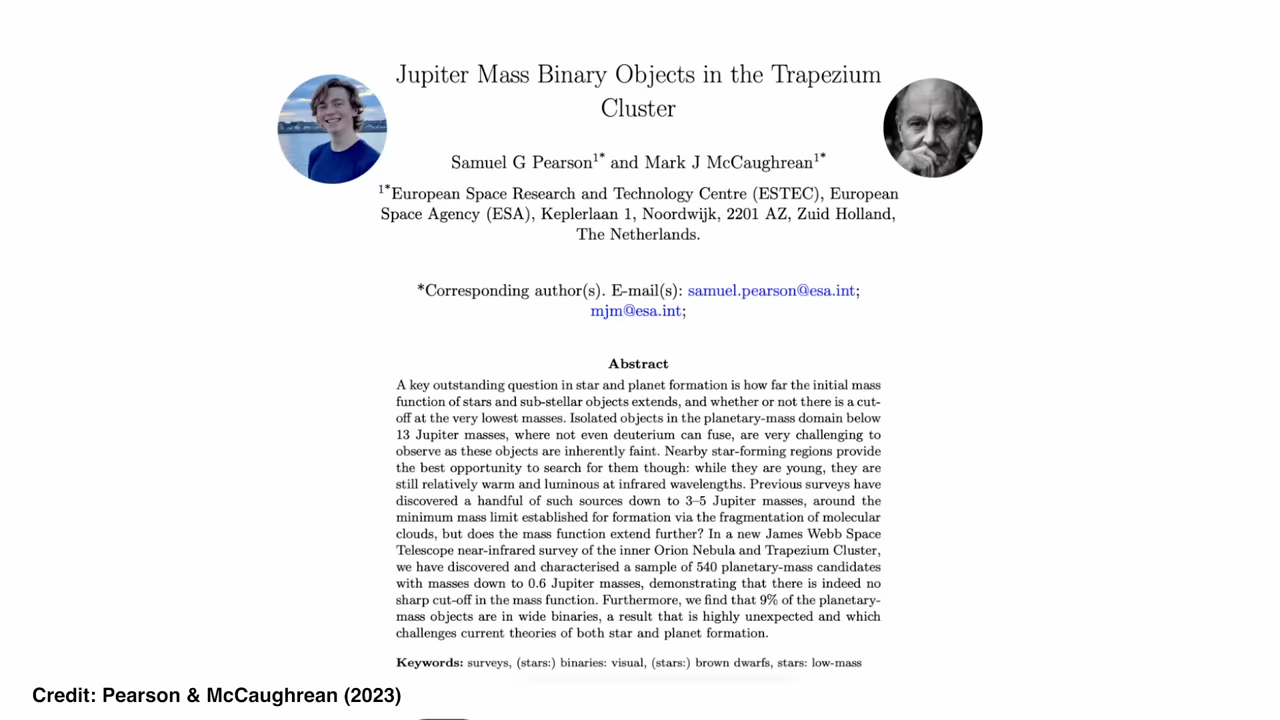 Jupiter Mass Binary Objects in the Trapezium
Cluster
Samuel G Pearson1* and Mark J McCaughrean1*
1*European Space Research and Technology Centre (ESTEC), European
Space Agency (ESA), Keplerlaan 1, Noordwijk, 2201 AZ, Zuid Holland,
The Netherlands.
*Corresponding author(s). E-mail(s): samuel.pearson@esa.int;
mjm@esa.int;
Abstract
A key outstanding question in star and planet formation is how far the initial mass
function of stars and sub-stellar objects extends, and whether or not there is a cut-
off at the very lowest masses. Isolated objects in the planetary-mass domain below
13 Jupiter masses, where not even deuterium can fuse, are very challenging to
observe as these objects are inherently faint. Nearby star-forming regions provide
the best opportunity to search for them though: while they are young, they are
still relatively warm and luminous at infrared wavelengths. Previous surveys have
discovered a handful of such sources down to 3–5 Jupiter masses, around the
minimum mass limit established for formation via the fragmentation of molecular
clouds, but does the mass function extend further? In a new James Webb Space
Telescope near-infrared survey of the inner Orion Nebula and Trapezium Cluster,
we have discovered and characterised a sample of 540 planetary-mass candidates
with masses down to 0.6 Jupiter masses, demonstrating that there is indeed no
sharp cut-off in the mass function. Furthermore, we find that 9% of the planetary-
mass objects are in wide binaries, a result that is highly unexpected and which
challenges current theories of both star and planet formation.
Keywords: surveys, (stars:) binaries: visual, (stars:) brown dwarfs, stars: low-mass
Credit: Pearson & McCaughrean (2023)